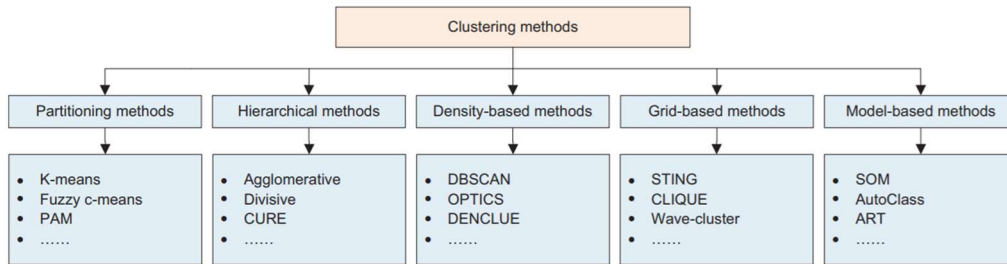 Clustering methods
Partitioning methods
Hierarchical methods
Density-based methods
Grid-based methods
Model-based methods
• K-means
• Fuzzy c-means
• PAM
• ……
• Agglomerative
• Divisive
• CURE
• ……
• DBSCAN
• OPTICS
• DENCLUE
• ……
• STING
• CLIQUE
• Wave-cluster
• ……
• SOM
• AutoClass
• ART
• ……